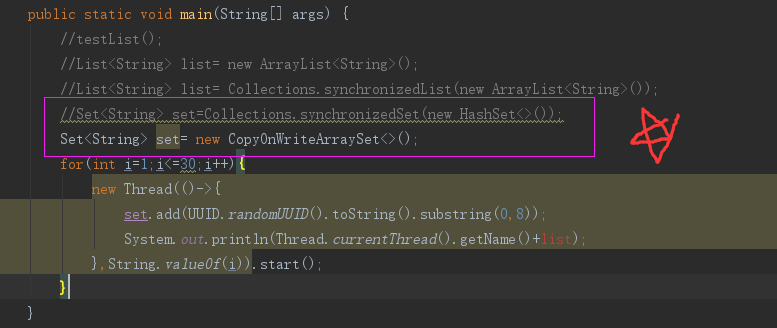 public static void main(String[] args) {
//testList();
//List<String> list= new ArrayList<String>();
//List<String> list= Collections.synchronizedList(new ArrayList<String>());
//Set<String> set=Collections.synchronizedSet(new HashSet<>());
Set<String> set= new CopyOnWriteArraySet<>();
for(int i=1;i<=30;i++){
new Thread(()->{
set.add(UUID.randomUUID().toString().substring(0,8));
System.out.println(Thread.currentThread().getName()+list);
},String.valueOf(i)).start();
}
}